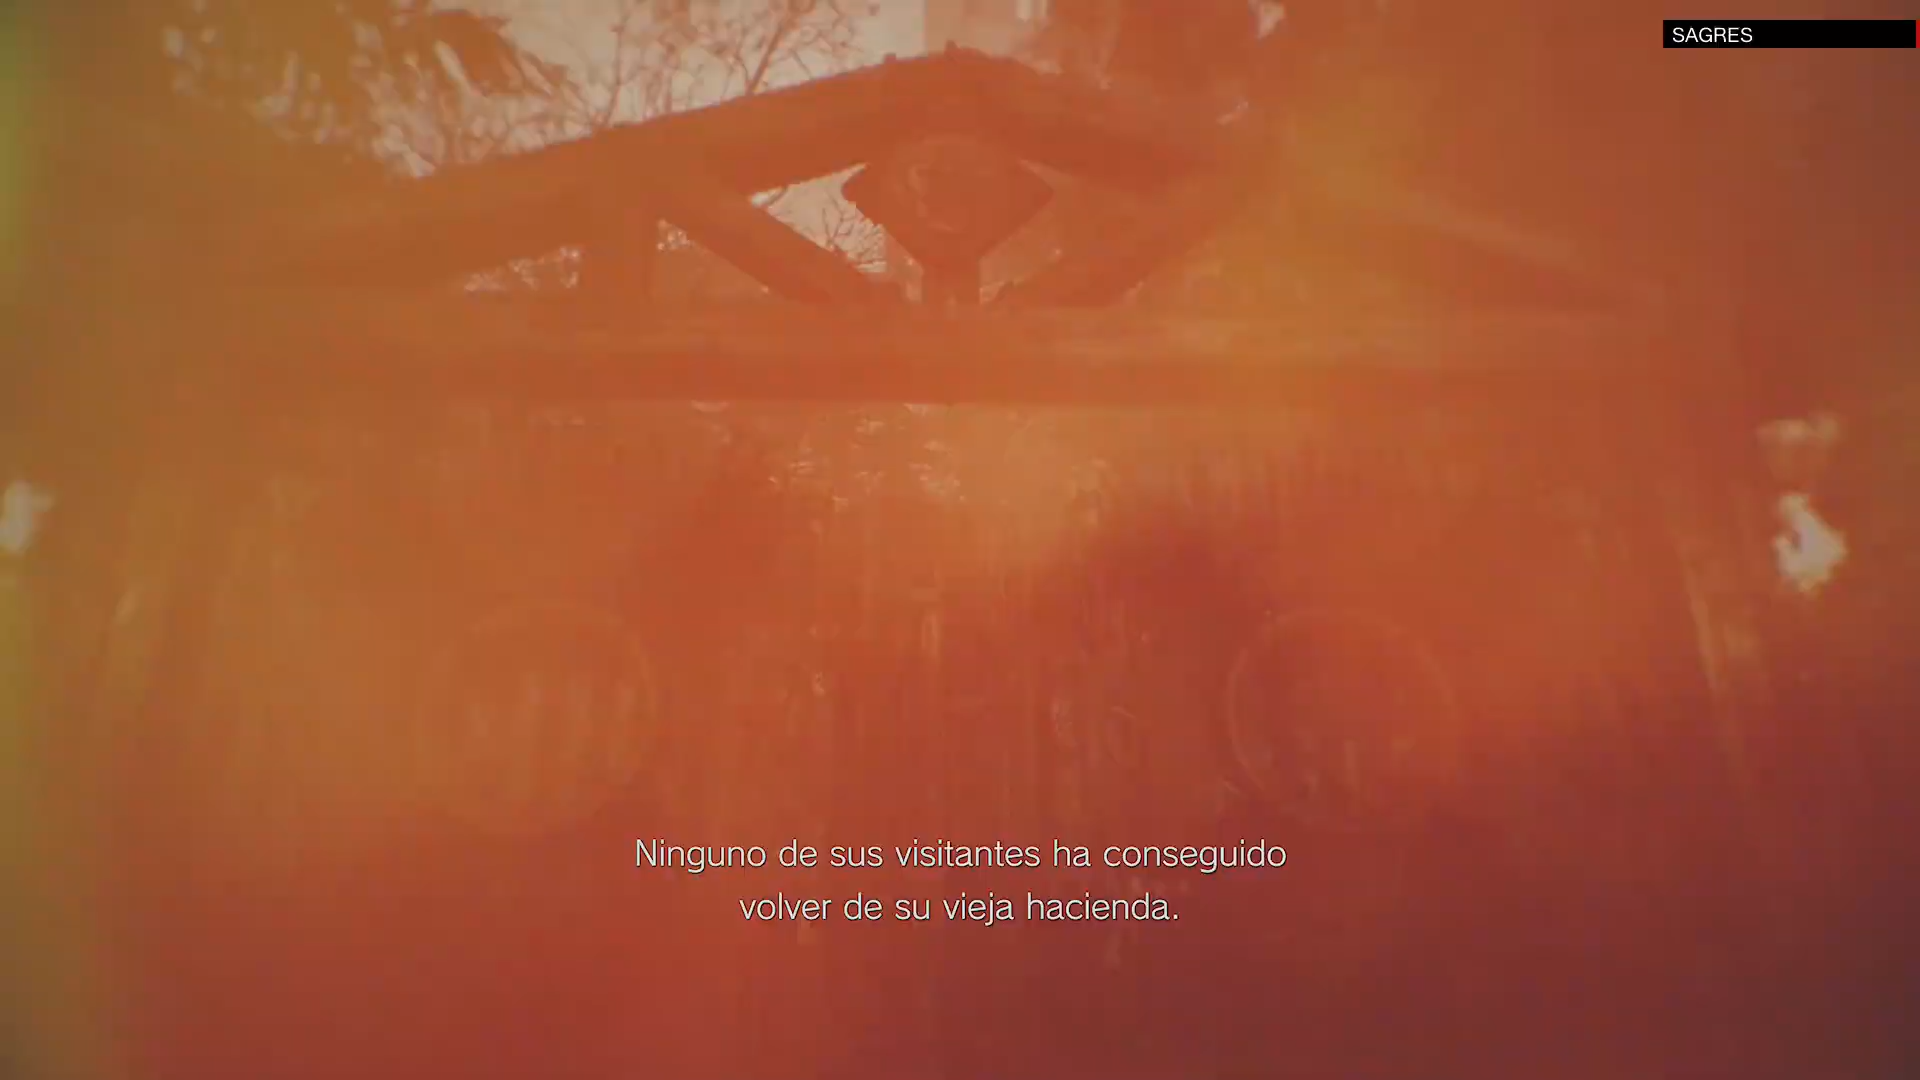 SAGRES
Ninguno de sus visitantes ha conseguido
volver de su vieja hacienda.